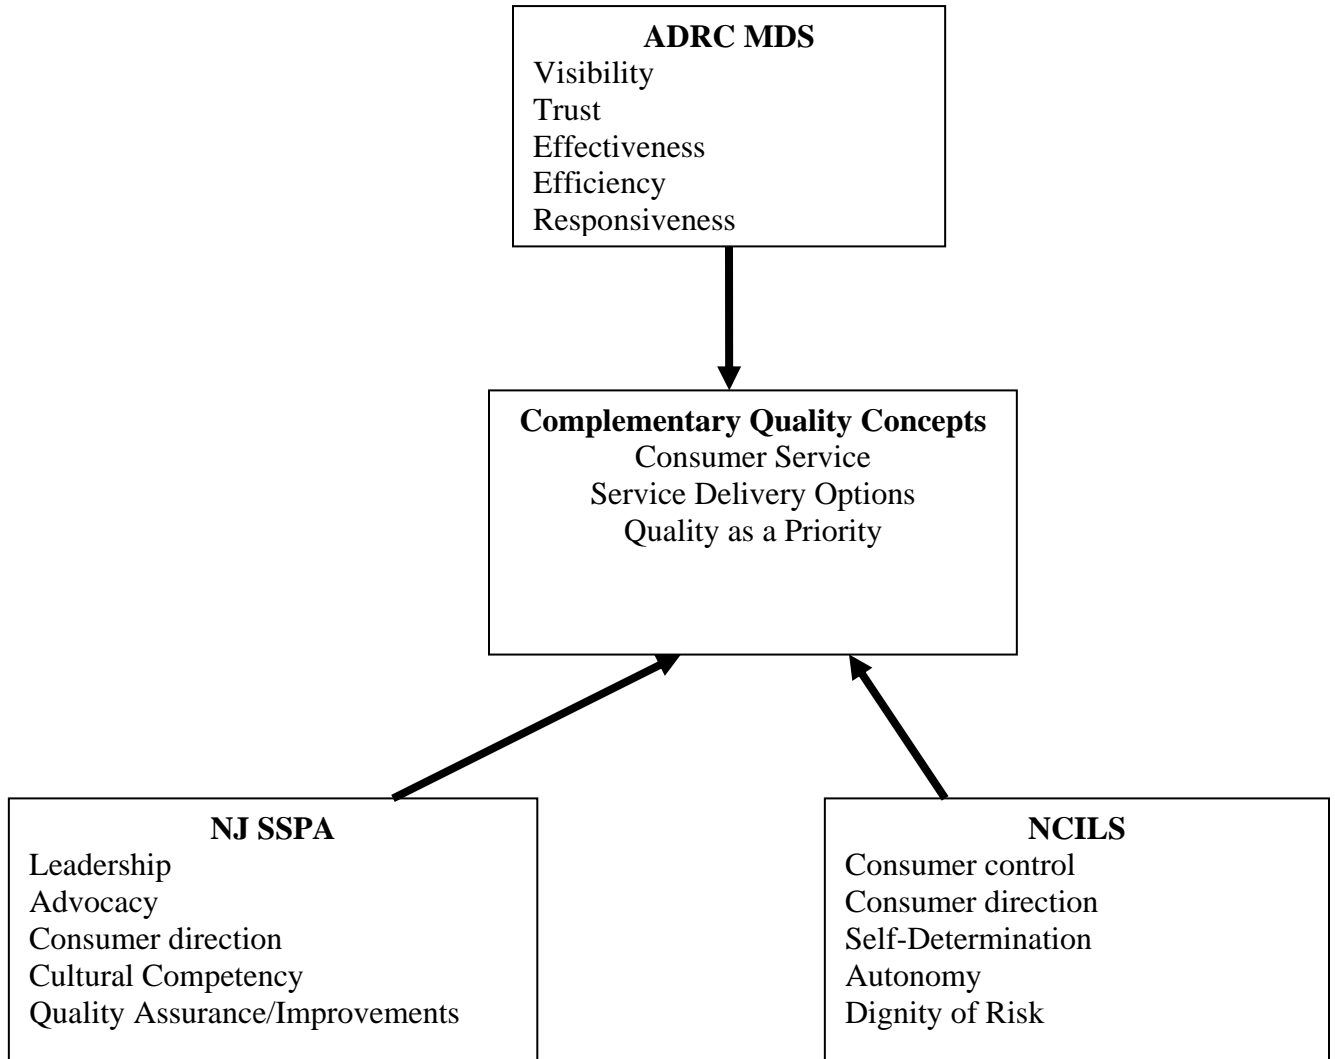 ADRC MDS
Visibility
Trust
Effectiveness
Efficiency
Responsiveness
Complementary Quality Concepts
Consumer Service
Service Delivery Options
Quality as a Priority
NJ SSPA
Leadership
Advocacy
Consumer direction
Cultural Competency
Quality Assurance/Improvements
NCILS
Consumer control
Consumer direction
Self-Determination
Autonomy
Dignity of Risk